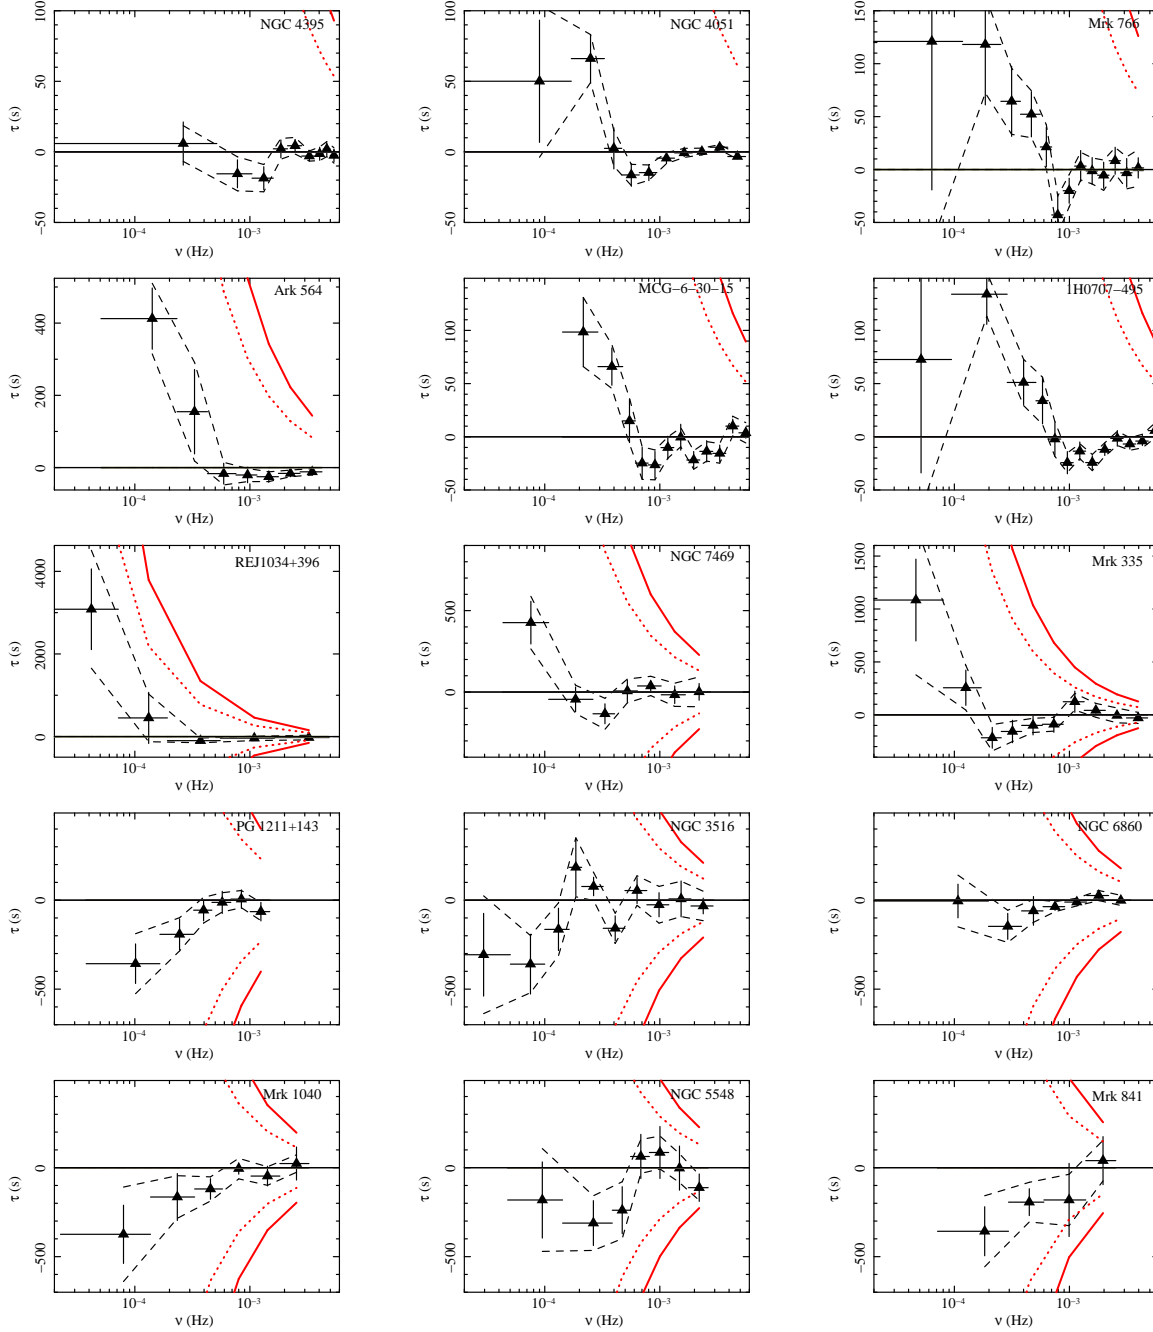 NGC 4395
τ (s)
100
50
0
−50
10⁻⁴
10⁻³
ν (Hz)
NGC 4051
τ (s)
100
50
0
−50
10⁻⁴
10⁻³
ν (Hz)
Mrk 766
τ (s)
150
100
50
0
−50
10⁻⁴
10⁻³
ν (Hz)
Ark 564
τ (s)
400
200
0
10⁻⁴
10⁻³
ν (Hz)
MCG−6−30−15
τ (s)
100
50
0
−50
10⁻⁴
10⁻³
ν (Hz)
1H0707−495
τ (s)
100
50
0
−50
10⁻⁴
10⁻³
ν (Hz)
REJ1034+396
τ (s)
4000
2000
0
10⁻⁴
10⁻³
ν (Hz)
NGC 7469
τ (s)
500
0
10⁻⁴
10⁻³
ν (Hz)
Mrk 335
τ (s)
1500
1000
500
0
10⁻⁴
10⁻³
ν (Hz)
PG 1211+143
τ (s)
0
−500
10⁻⁴
10⁻³
ν (Hz)
NGC 3516
τ (s)
0
−500
10⁻⁴
10⁻³
ν (Hz)
NGC 6860
τ (s)
0
−500
10⁻⁴
10⁻³
ν (Hz)
Mrk 1040
τ (s)
0
−500
10⁻⁴
10⁻³
ν (Hz)
NGC 5548
τ (s)
0
−500
10⁻⁴
10⁻³
ν (Hz)
Mrk 841
τ (s)
0
−500
10⁻⁴
10⁻³
ν (Hz)